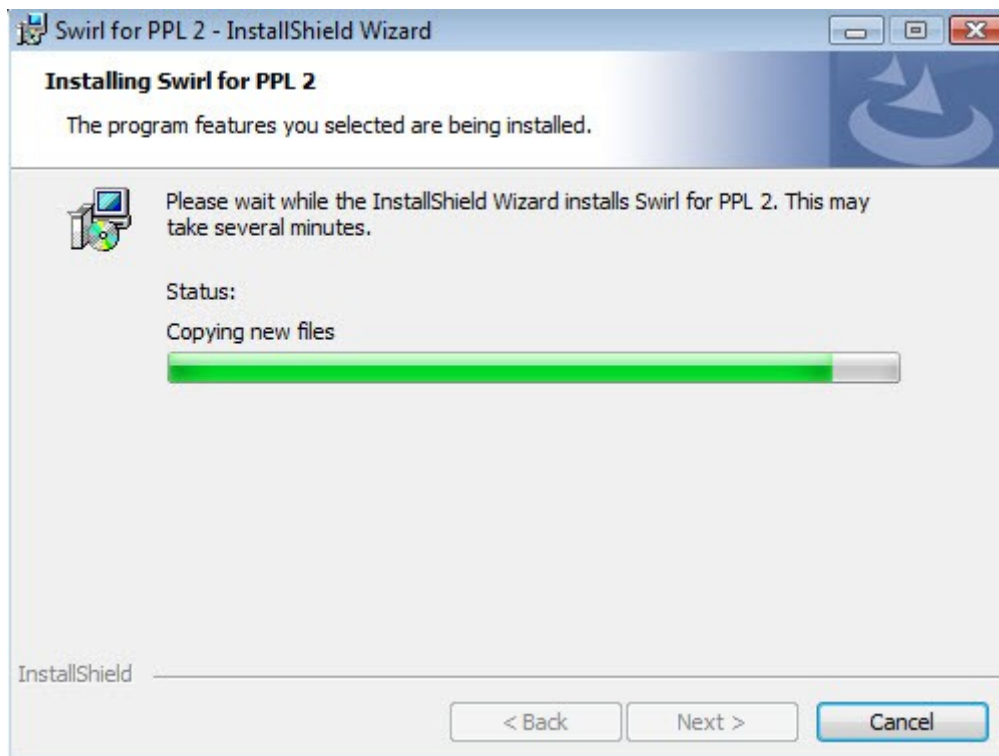 Swirl for PPL 2 - InstallShield Wizard
Installing Swirl for PPL 2
The program features you selected are being installed.
Please wait while the InstallShield Wizard installs Swirl for PPL 2. This may
take several minutes.
Status:
Copying new files
InstallShield
< Back
Next >
Cancel